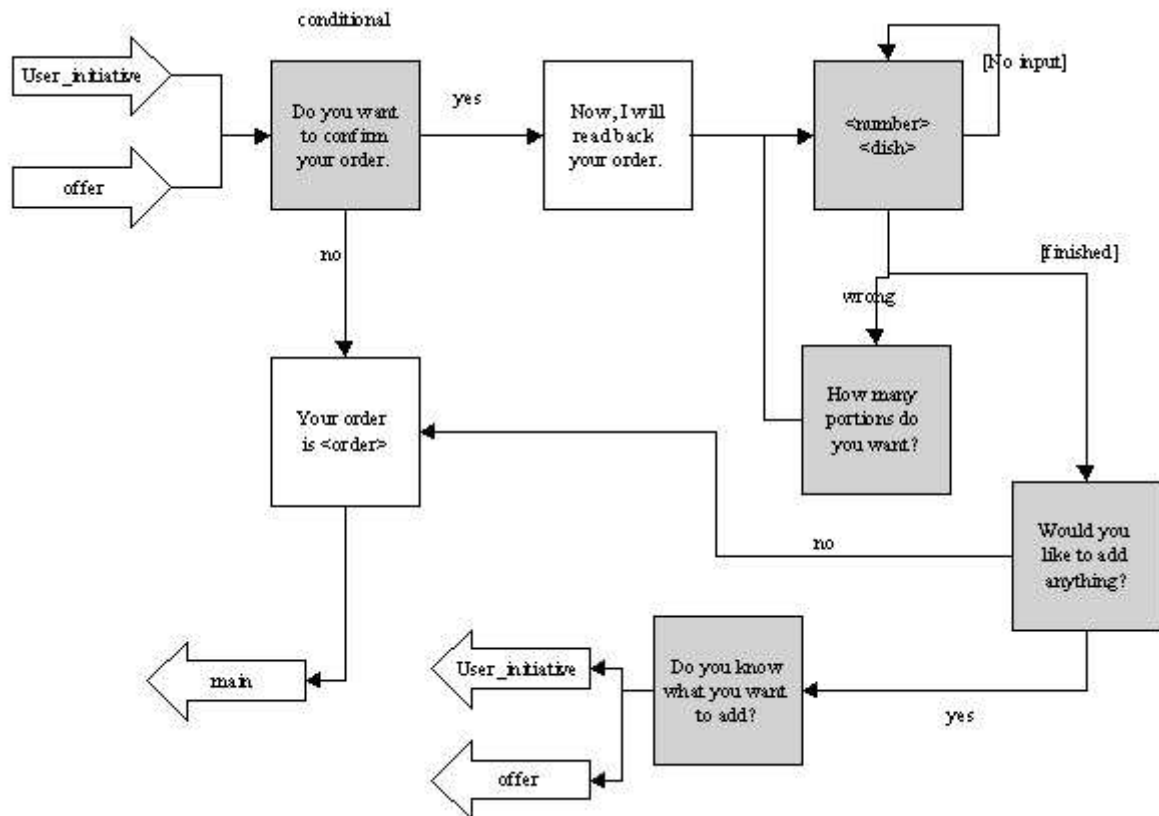 conditional
User_initiative
offer
Do you want
to confirm
your order.
yes
Now, I will
read back
your order.
<number>
<dish>
[No input]
no
wrong
[finished]
Your order
is <order>
How many
portions do
you want?
Would you
like to add
anything?
no
yes
Do you know
what you want
to add?
User_initiative
offer
main